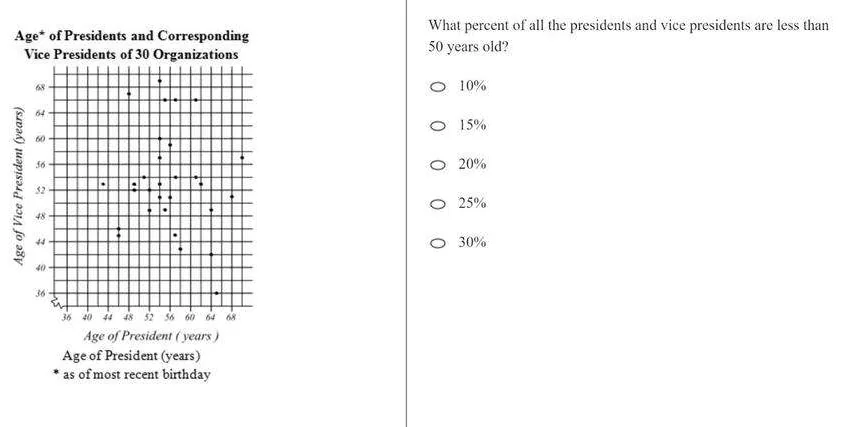 Age* of Presidents and Corresponding
Vice Presidents of 30 Organizations
68
64
60
56
52
48
44
40
36
Age of Vice President (years)
36 40 44 48 52 56 60 64 68
Age of President ( years )
Age of President (years)
* as of most recent birthday
What percent of all the presidents and vice presidents are less than
50 years old?
10%
15%
20%
25%
30%